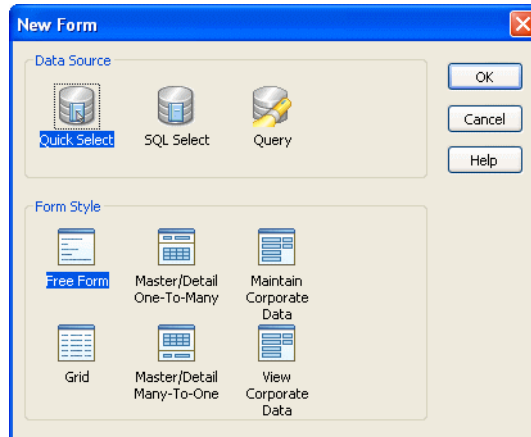 New Form
Data Source
Quick Select
SQL Select
Query
OK
Cancel
Help
Form Style
Free Form
Master/Detail
One-To-Many
Maintain
Corporate
Data
Grid
Master/Detail
Many-To-One
View
Corporate
Data